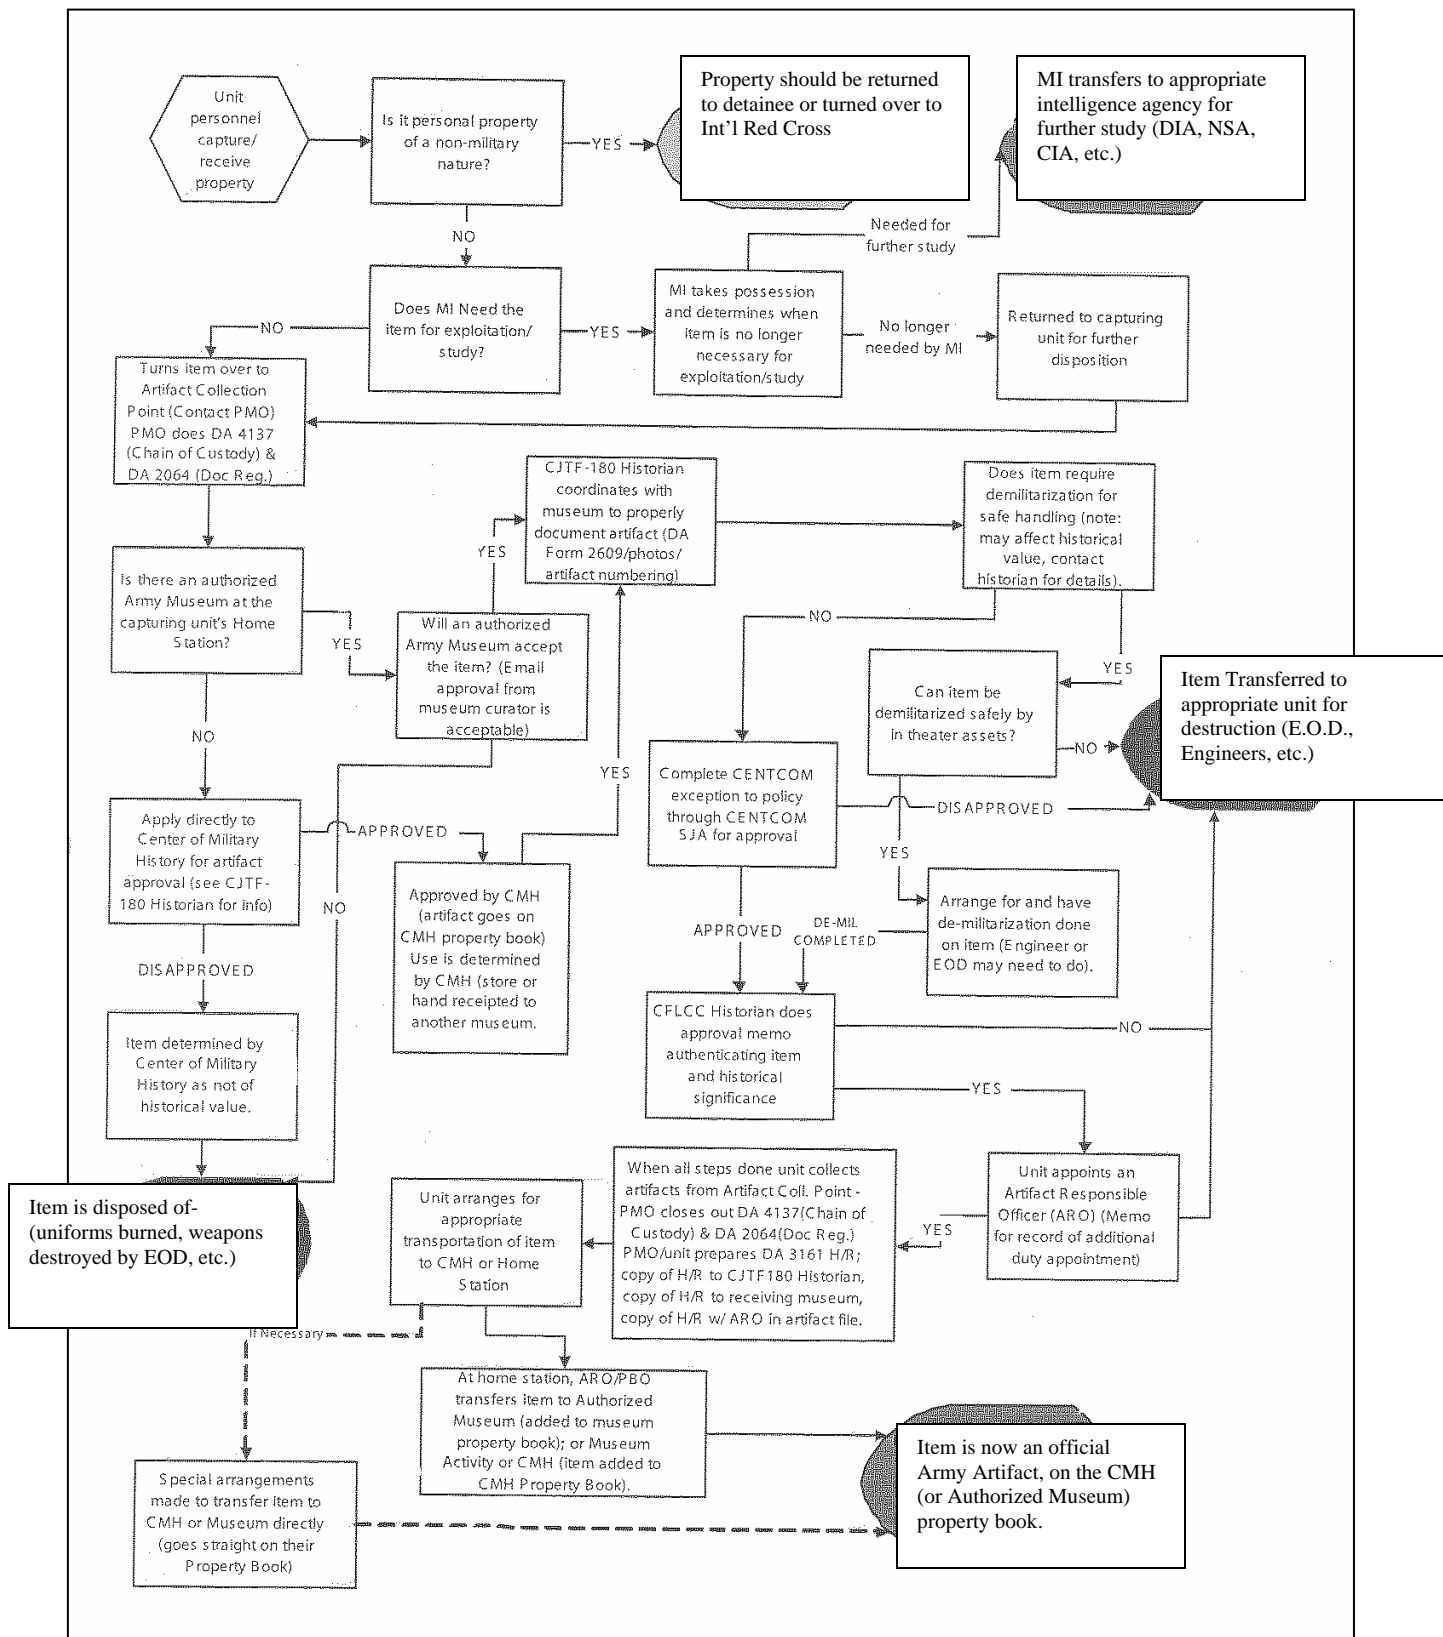 Unit
personnel
capture/
receive
property
Is it personal property
of a non-military
nature?
YES
Property should be returned
to detainee or turned over to
Int'l Red Cross
MI transfers to appropriate
intelligence agency for
further study (DIA, NSA,
CIA, etc.)
NO
Needed for
further study
Does MI Need the
item for exploitation/
study?
NO
YES
MI takes possession
and determines when
item is no longer
necessary for
exploitation/study
No longer
needed by MI
Returned to capturing
unit for further
disposition
Turns item over to
Artifact Collection
Point (Contact PMO)
PMO does DA 4137
(Chain of Custody) &
DA 2064 (Doc Reg.)
CJTF-180 Historian
coordinates with
museum to properly
document artifact (DA
Form 2609/photos/
artifact numbering)
Does item require
demilitarization for
safe handling (note:
may affect historical
value, contact
historian for details).
YES
Is there an authorized
Army Museum at the
capturing unit's Home
Station?
YES
Will an authorized
Army Museum accept
the item? (Email
approval from
museum curator is
acceptable)
NO
YES
Can item be
demilitarized safely by
in theater assets?
NO
Item Transferred to
appropriate unit for
destruction (E.O.D.,
Engineers, etc.)
NO
YES
Complete CENTCOM
exception to policy
through CENTCOM
SJA for approval
DISAPPROVED
Apply directly to
Center of Military
History for artifact
approval (see CJTF-
180 Historian for info)
APPROVED
YES
NO
Approved by CMH
(artifact goes on
CMH property book)
Use is determined
by CMH (store or
hand receipted to
another museum.
APPROVED
DE-MIL
COMPLETED
Arrange for and have
de-militarization done
on item (Engineer or
EOD may need to do).
DISAPPROVED
Item determined by
Center of Military
History as not of
historical value.
CFLCC Historian does
approval memo
authenticating item
and historical
significance
NO
YES
Item is disposed of-
(uniforms burned, weapons
destroyed by EOD, etc.)
Unit arranges for
appropriate
transportation of item
to CMH or Home
Station
When all steps done unit collects
artifacts from Artifact Coll. Point -
PMO closes out DA 4137(Chain of
Custody) & DA 2064(Doc Reg.)
PMO/unit prepares DA 3161 H/R;
copy of H/R to CJTF180 Historian,
copy of H/R to receiving museum,
copy of H/R w/ ARO in artifact file.
YES
Unit appoints an
Artifact Responsible
Officer (ARO) (Memo
for record of additional
duty appointment)
If Necessary
At home station, ARO/PBO
transfers item to Authorized
Museum (added to museum
property book); or Museum
Activity or CMH (item added to
CMH Property Book).
Special arrangements
made to transfer item to
CMH or Museum directly
(goes straight on their
Property Book)
Item is now an official
Army Artifact, on the CMH
(or Authorized Museum)
property book.